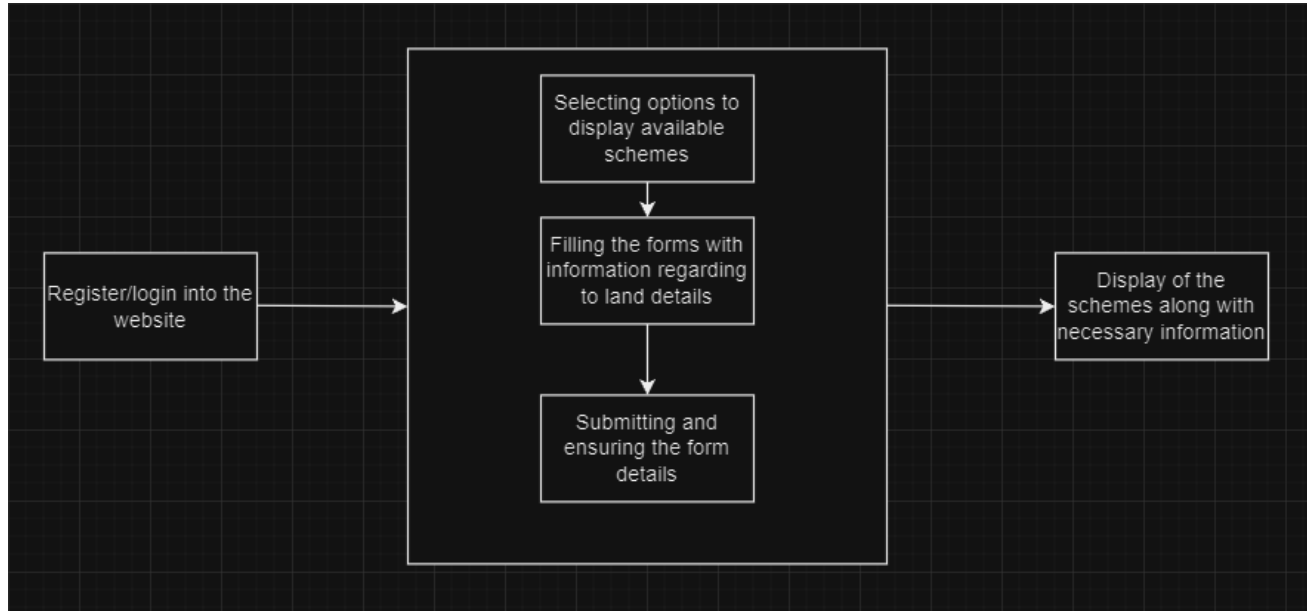 Register/login into the
website
Selecting options to
display available
schemes
Filling the forms with
information regarding
to land details
Submitting and
ensuring the form
details
Display of the
schemes along with
necessary information